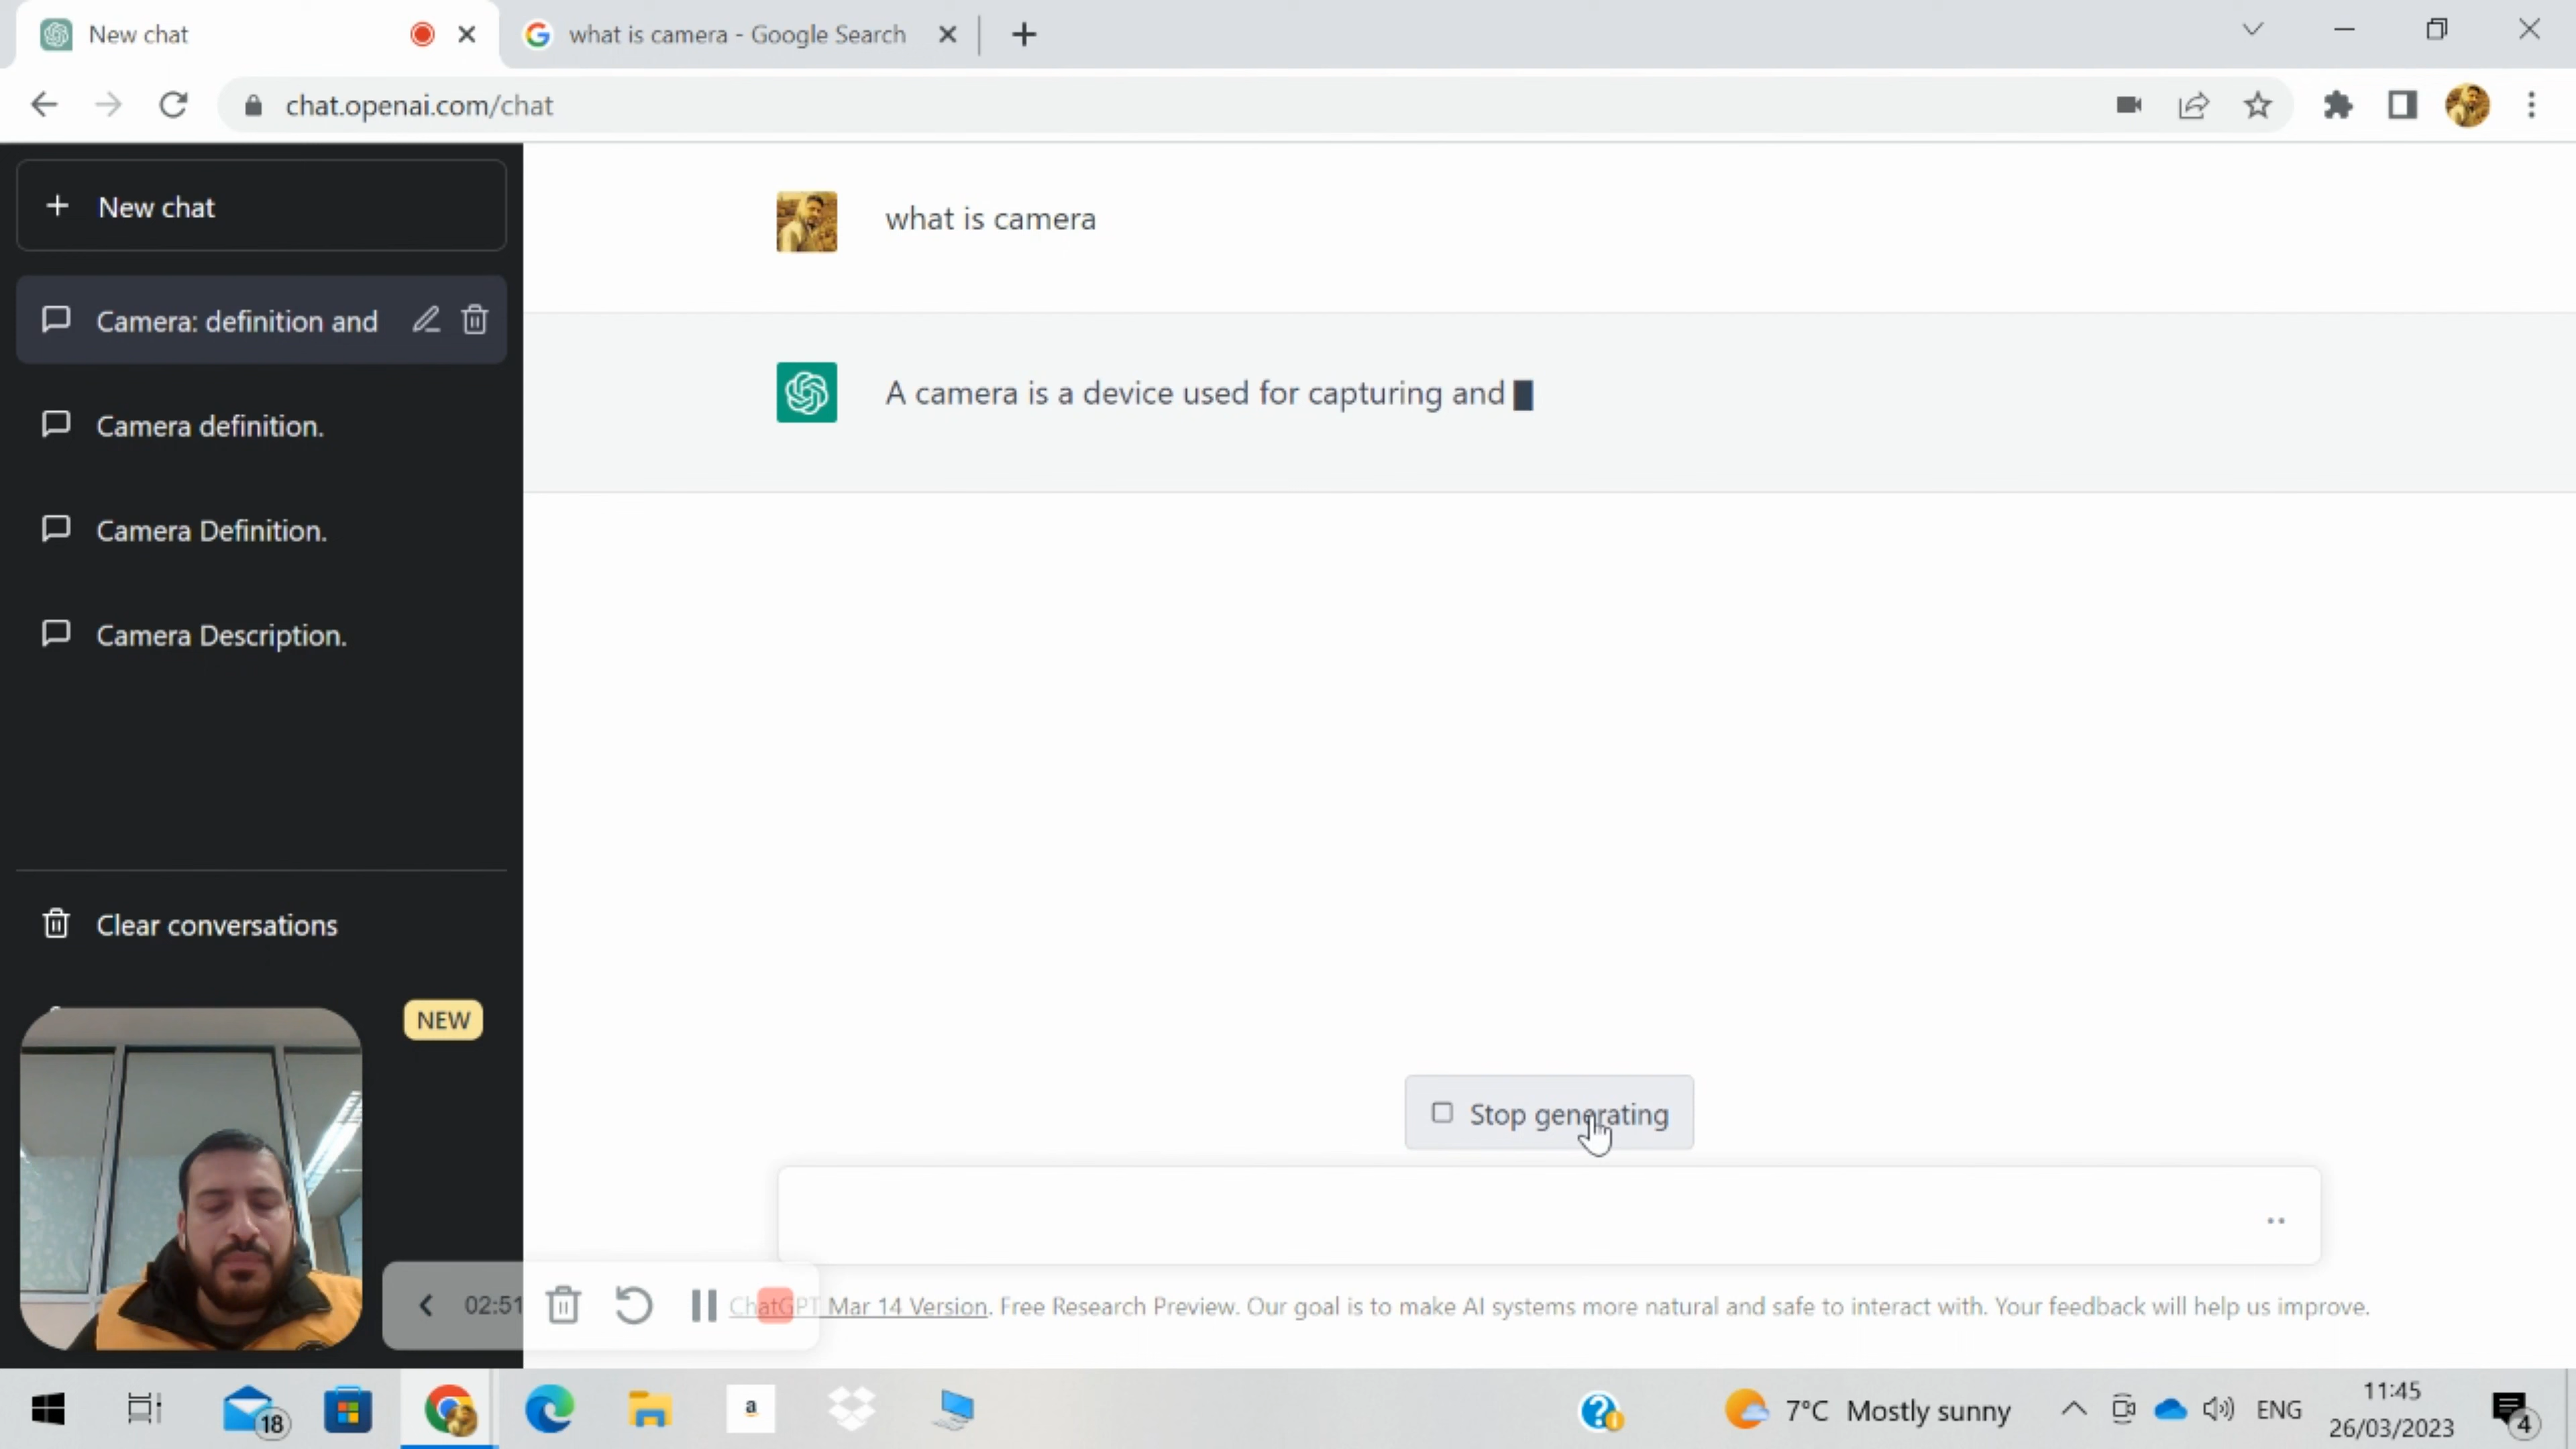 New chat
what is camera - Google Search
chat.openai.com/chat
New chat
Camera: definition and
Camera definition.
Camera Definition.
Camera Description.
Clear conversations
NEW
what is camera
A camera is a device used for capturing and
Stop generating
02:51
ChatGPT Mar 14 Version. Free Research Preview. Our goal is to make AI systems more natural and safe to interact with. Your feedback will help us improve.
18
a
7°C Mostly sunny
ENG
11:45
26/03/2023
4